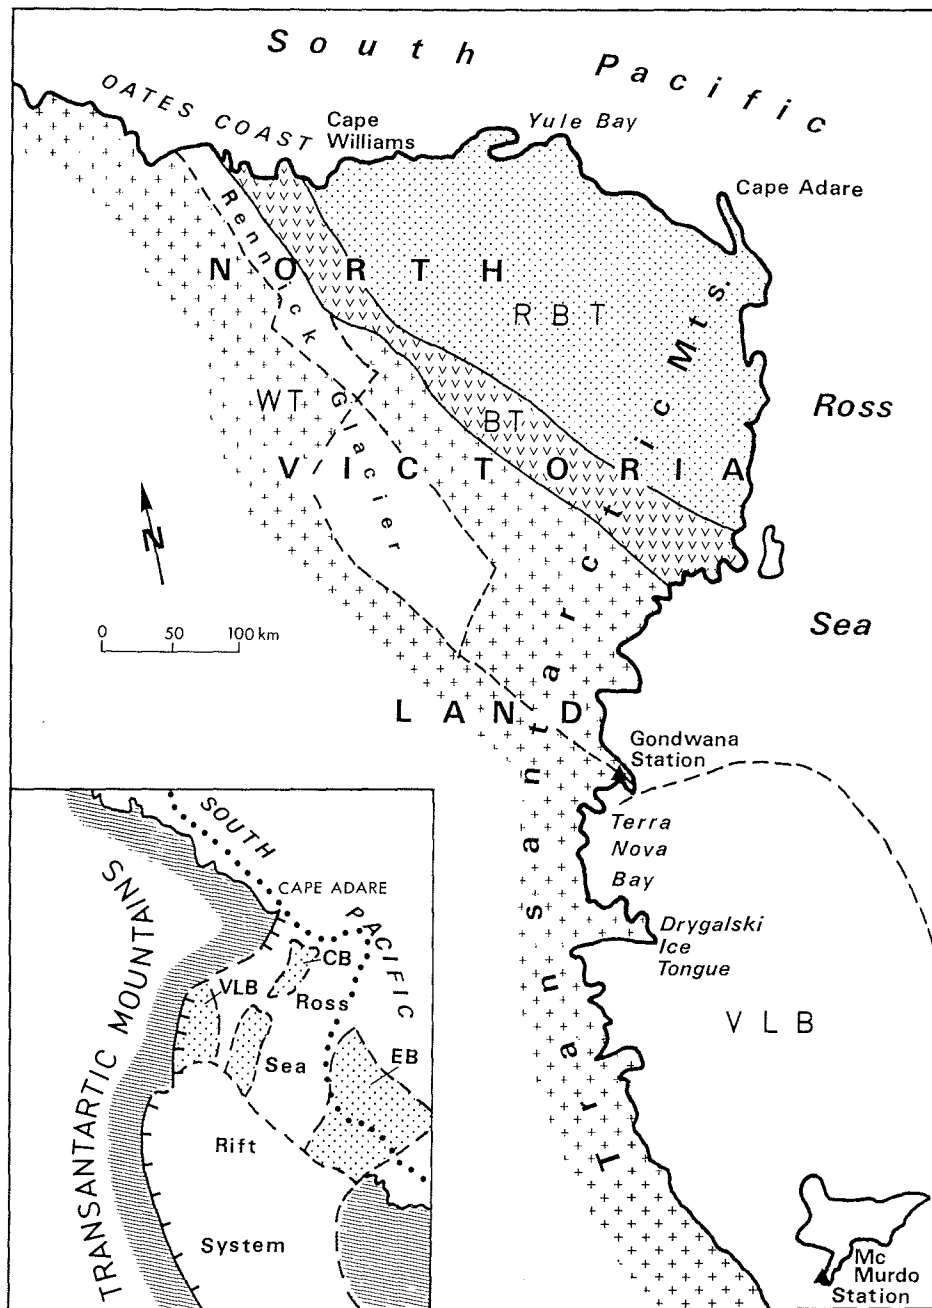 South Pacific
OATES COAST
Cape
Williams
Yule Bay
Cape Adare
Rennick Glacier
NORTH
RBT
WT
BT
VICTORIA
Ross
Sea
N
0 50 100 km
LAND
Transantarctic Mts.
Gondwana
Station
Terra
Nova
Bay
Drygalski
Ice
Tongue
VLB
Mc
Murdo
Station
SOUTH
PACIFIC
CAPE ADARE
TRANSANTARTIC MOUNTAINS
CB
VLB
Ross
Sea
EB
Rift
System